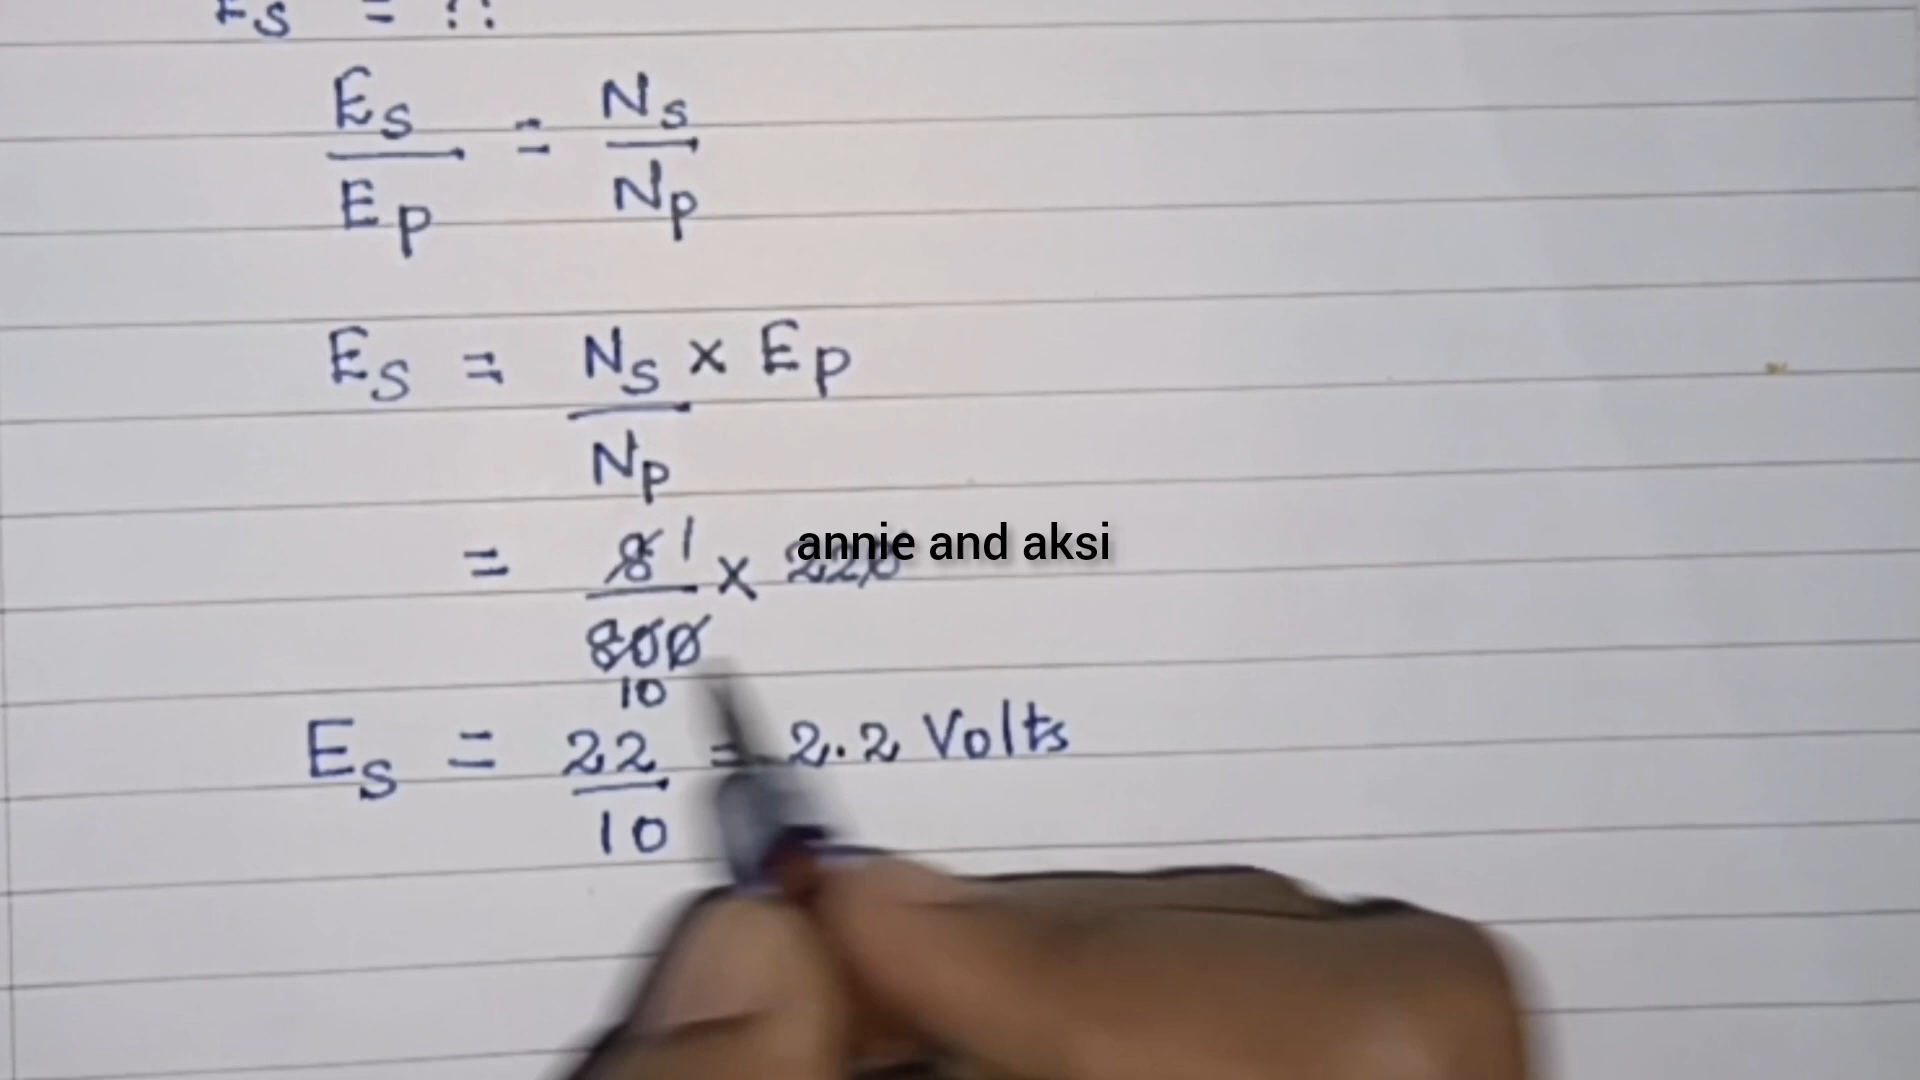 Es = ??
Es/Ep = Ns/Np
Es = Ns/Np × Ep
= 8 1/800 10 × 220
annie and aksi
Es = 22/10 = 2.2 Volts